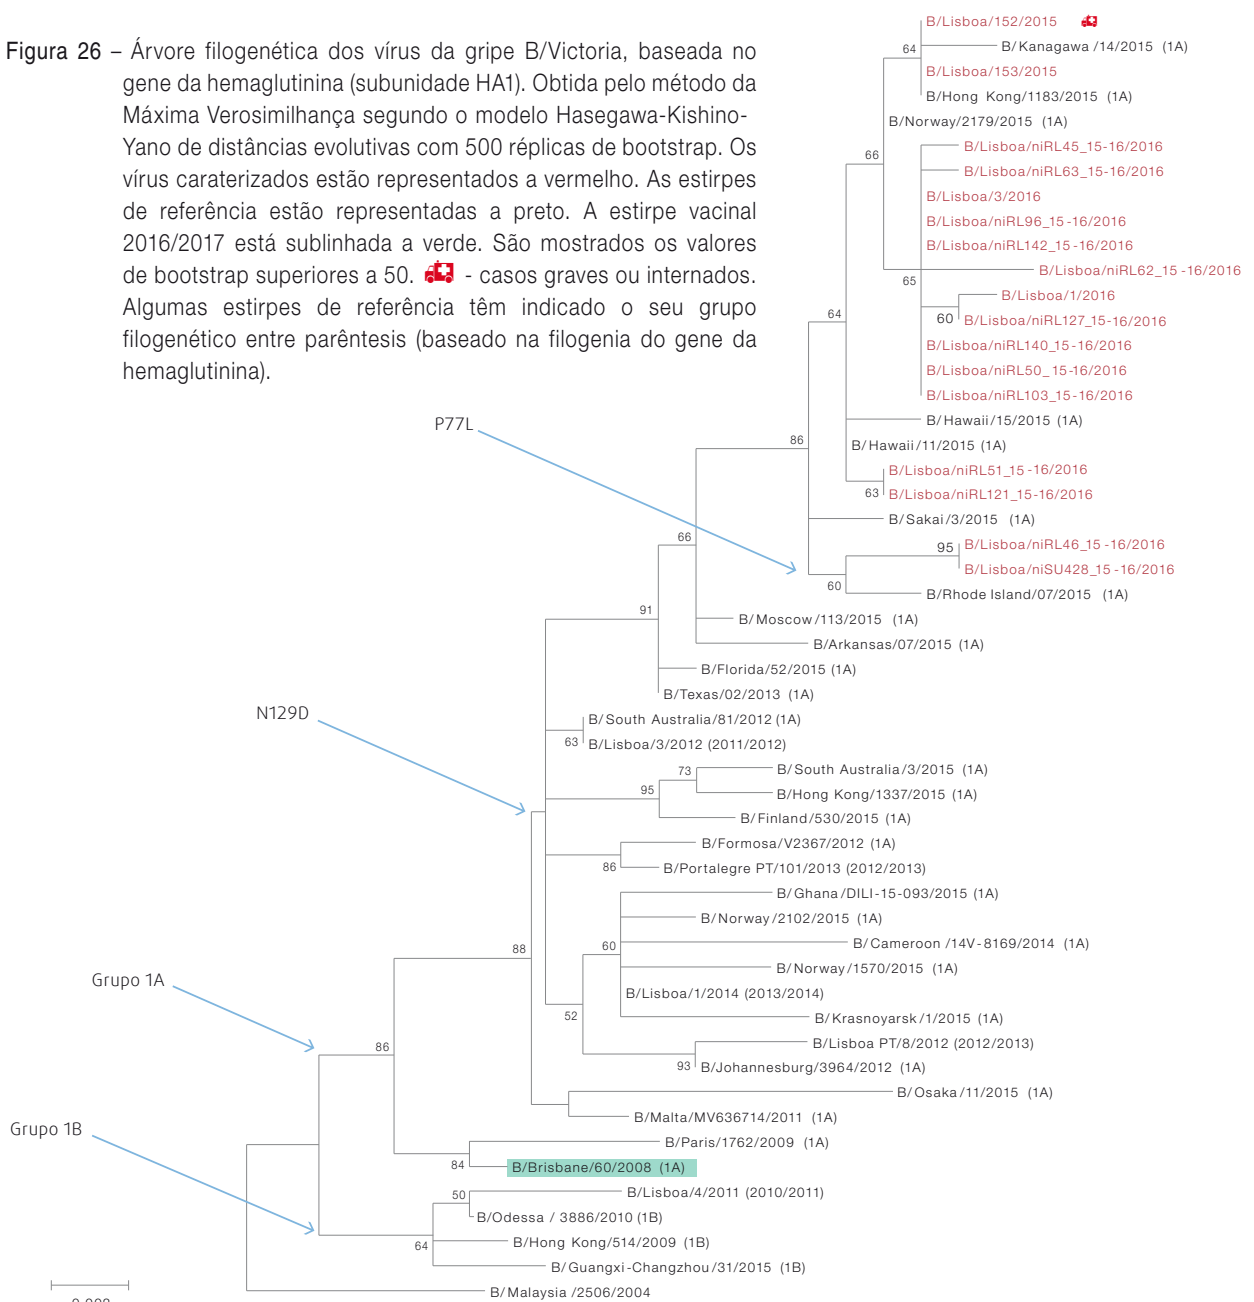 Figura 26 – Árvore filogenética dos vírus da gripe B/Victoria, baseada no
gene da hemaglutinina (subunidade HA1). Obtida pelo método da
Máxima Verosimilhança segundo o modelo Hasegawa-Kishino-
Yano de distâncias evolutivas com 500 réplicas de bootstrap. Os
vírus caraterizados estão representados a vermelho. As estirpes
de referência estão representadas a preto. A estirpe vacinal
2016/2017 está sublinhada a verde. São mostrados os valores
de bootstrap superiores a 50. - casos graves ou internados.
Algumas estirpes de referência têm indicado o seu grupo
filogenético entre parêntesis (baseado na filogenia do gene da
hemaglutinina).
B/Lisboa/152/2015
64
B/Kanagawa/14/2015 (1A)
B/Lisboa/153/2015
B/Hong Kong/1183/2015 (1A)
B/Norway/2179/2015 (1A)
66
B/Lisboa/niRL45_15-16/2016
B/Lisboa/niRL63_15-16/2016
B/Lisboa/3/2016
B/Lisboa/niRL96_15-16/2016
B/Lisboa/niRL142_15-16/2016
B/Lisboa/niRL62_15-16/2016
65
B/Lisboa/1/2016
60
B/Lisboa/niRL127_15-16/2016
64
B/Lisboa/niRL140_15-16/2016
B/Lisboa/niRL50_15-16/2016
B/Lisboa/niRL103_15-16/2016
B/Hawaii/15/2015 (1A)
P77L
86
B/Hawaii/11/2015 (1A)
B/Lisboa/niRL51_15-16/2016
63
B/Lisboa/niRL121_15-16/2016
B/Sakai/3/2015 (1A)
66
95
B/Lisboa/niRL46_15-16/2016
B/Lisboa/niSU428_15-16/2016
60
B/Rhode Island/07/2015 (1A)
91
B/Moscow/113/2015 (1A)
B/Arkansas/07/2015 (1A)
B/Florida/52/2015 (1A)
B/Texas/02/2013 (1A)
N129D
B/South Australia/81/2012 (1A)
63
B/Lisboa/3/2012 (2011/2012)
73
B/South Australia/3/2015 (1A)
95
B/Hong Kong/1337/2015 (1A)
B/Finland/530/2015 (1A)
B/Formosa/V2367/2012 (1A)
86
B/Portalegre PT/101/2013 (2012/2013)
B/Ghana/DILI-15-093/2015 (1A)
B/Norway/2102/2015 (1A)
88
60
B/Cameroon/14V-8169/2014 (1A)
B/Norway/1570/2015 (1A)
Grupo 1A
B/Lisboa/1/2014 (2013/2014)
52
B/Krasnoyarsk/1/2015 (1A)
86
B/Lisboa PT/8/2012 (2012/2013)
93
B/Johannesburg/3964/2012 (1A)
B/Osaka/11/2015 (1A)
B/Malta/MV636714/2011 (1A)
Grupo 1B
B/Paris/1762/2009 (1A)
84
B/Brisbane/60/2008 (1A)
50
B/Lisboa/4/2011 (2010/2011)
B/Odessa / 3886/2010 (1B)
64
B/Hong Kong/514/2009 (1B)
B/Guangxi-Changzhou/31/2015 (1B)
B/Malaysia/2506/2004